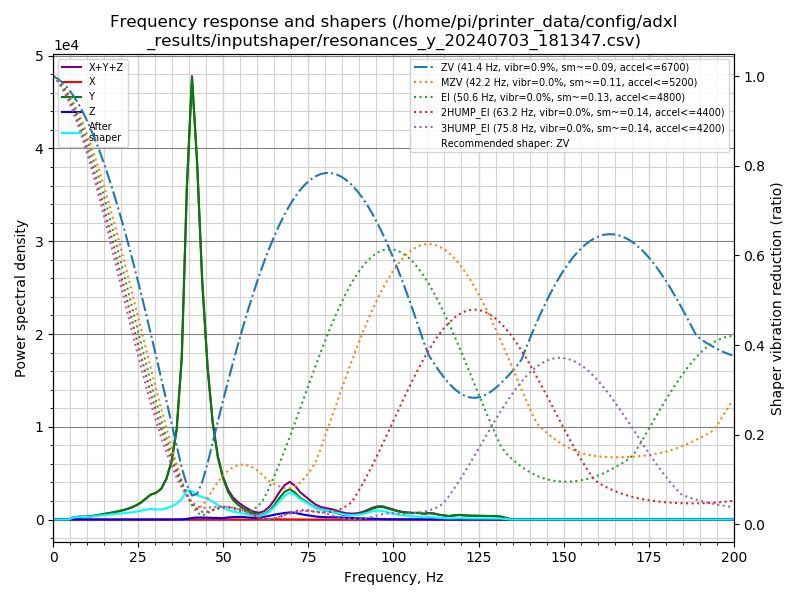 Frequency response and shapers (/home/pi/printer_data/config/adxl
_results/inputshaper/resonances_y_20240703_181347.csv)
1e4
X+Y+Z
X
Y
Z
After
shaper
ZV (41.4 Hz, vibr=0.9%, sm~=0.09, accel<=6700)
MZV (42.2 Hz, vibr=0.0%, sm~=0.11, accel<=5200)
EI (50.6 Hz, vibr=0.0%, sm~=0.13, accel<=4800)
2HUMP_EI (63.2 Hz, vibr=0.0%, sm~=0.14, accel<=4400)
3HUMP_EI (75.8 Hz, vibr=0.0%, sm~=0.14, accel<=4200)
Recommended shaper: ZV
Power spectral density
5
4
3
2
1
0
1.0
0.8
0.6
0.4
0.2
0.0
Shaper vibration reduction (ratio)
0 25 50 75 100 125 150 175 200
Frequency, Hz